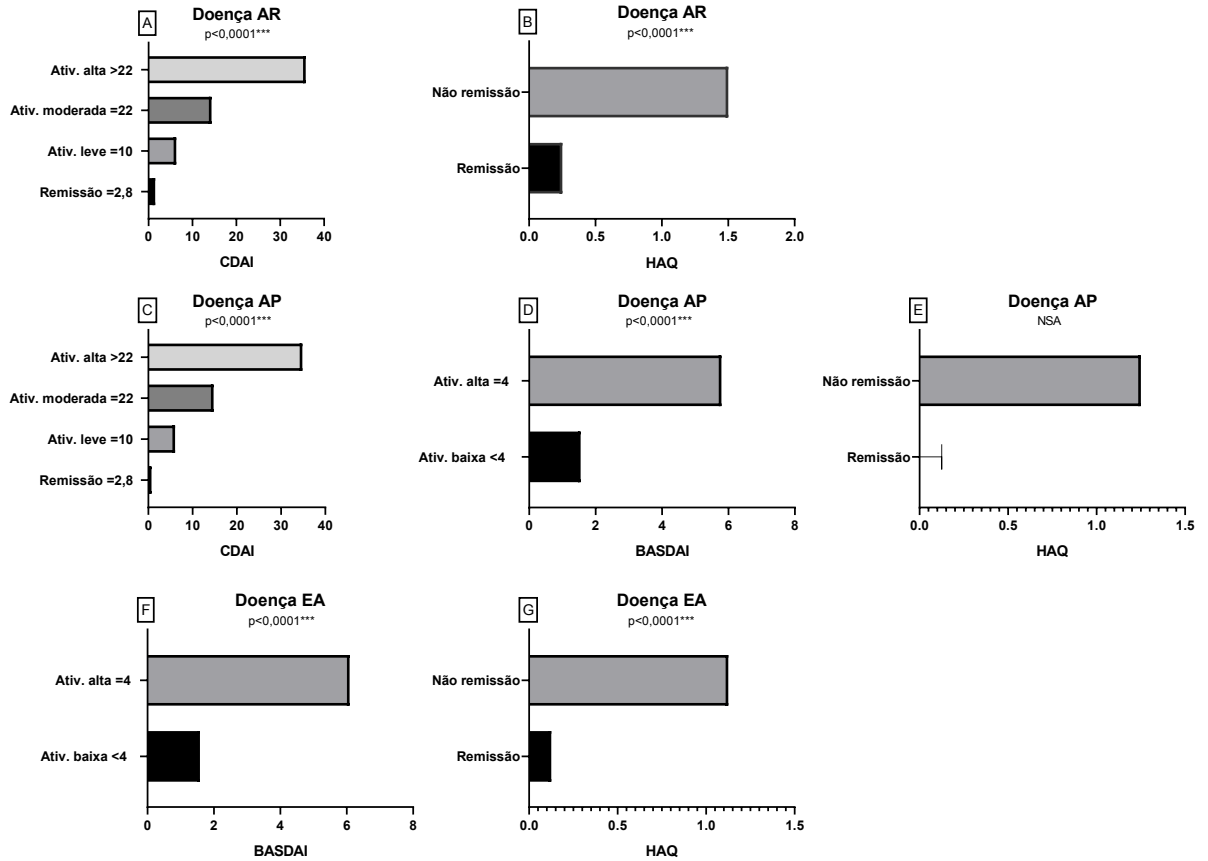 A
Doença AR
p<0,0001***
Ativ. alta >22
Ativ. moderada =22
Ativ. leve =10
Remissão =2,8
0 10 20 30 40
CDAI
B
Doença AR
p<0,0001***
Não remissão
Remissão
0.0 0.5 1.0 1.5 2.0
HAQ
C
Doença AP
p<0,0001***
Ativ. alta >22
Ativ. moderada =22
Ativ. leve =10
Remissão =2,8
0 10 20 30 40
CDAI
D
Doença AP
p<0,0001***
Ativ. alta =4
Ativ. baixa <4
0 2 4 6 8
BASDAI
E
Doença AP
NSA
Não remissão
Remissão
0.0 0.5 1.0 1.5
HAQ
F
Doença EA
p<0,0001***
Ativ. alta =4
Ativ. baixa <4
0 2 4 6 8
BASDAI
G
Doença EA
p<0,0001***
Não remissão
Remissão
0.0 0.5 1.0 1.5
HAQ